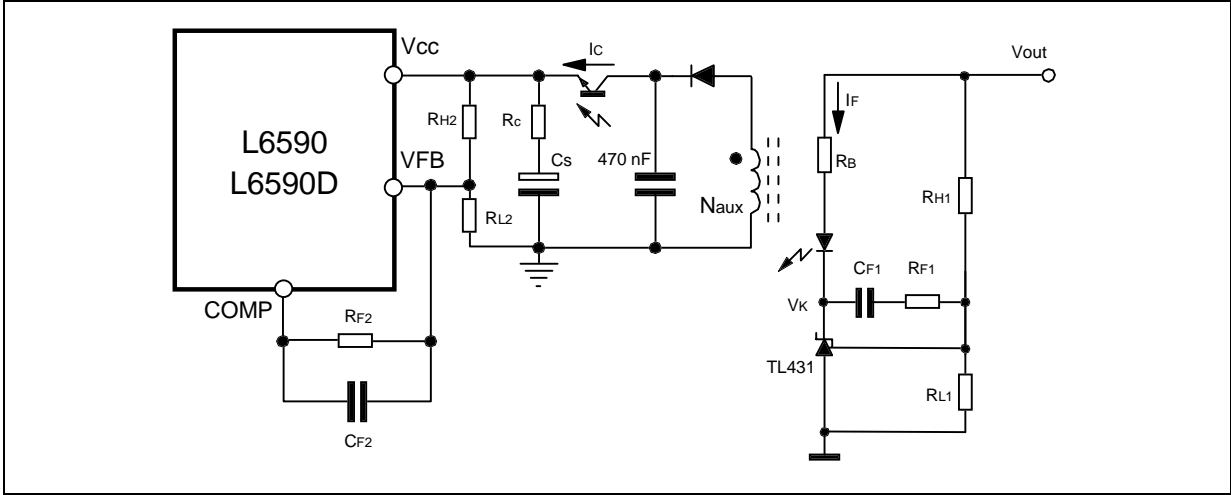 Vcc
IC
Vout
IF
L6590
L6590D
RH2
Rc
VFB
Cs
470 nF
RB
RH1
RL2
Naux
CF1
RF1
COMP
VK
RF2
TL431
RL1
CF2